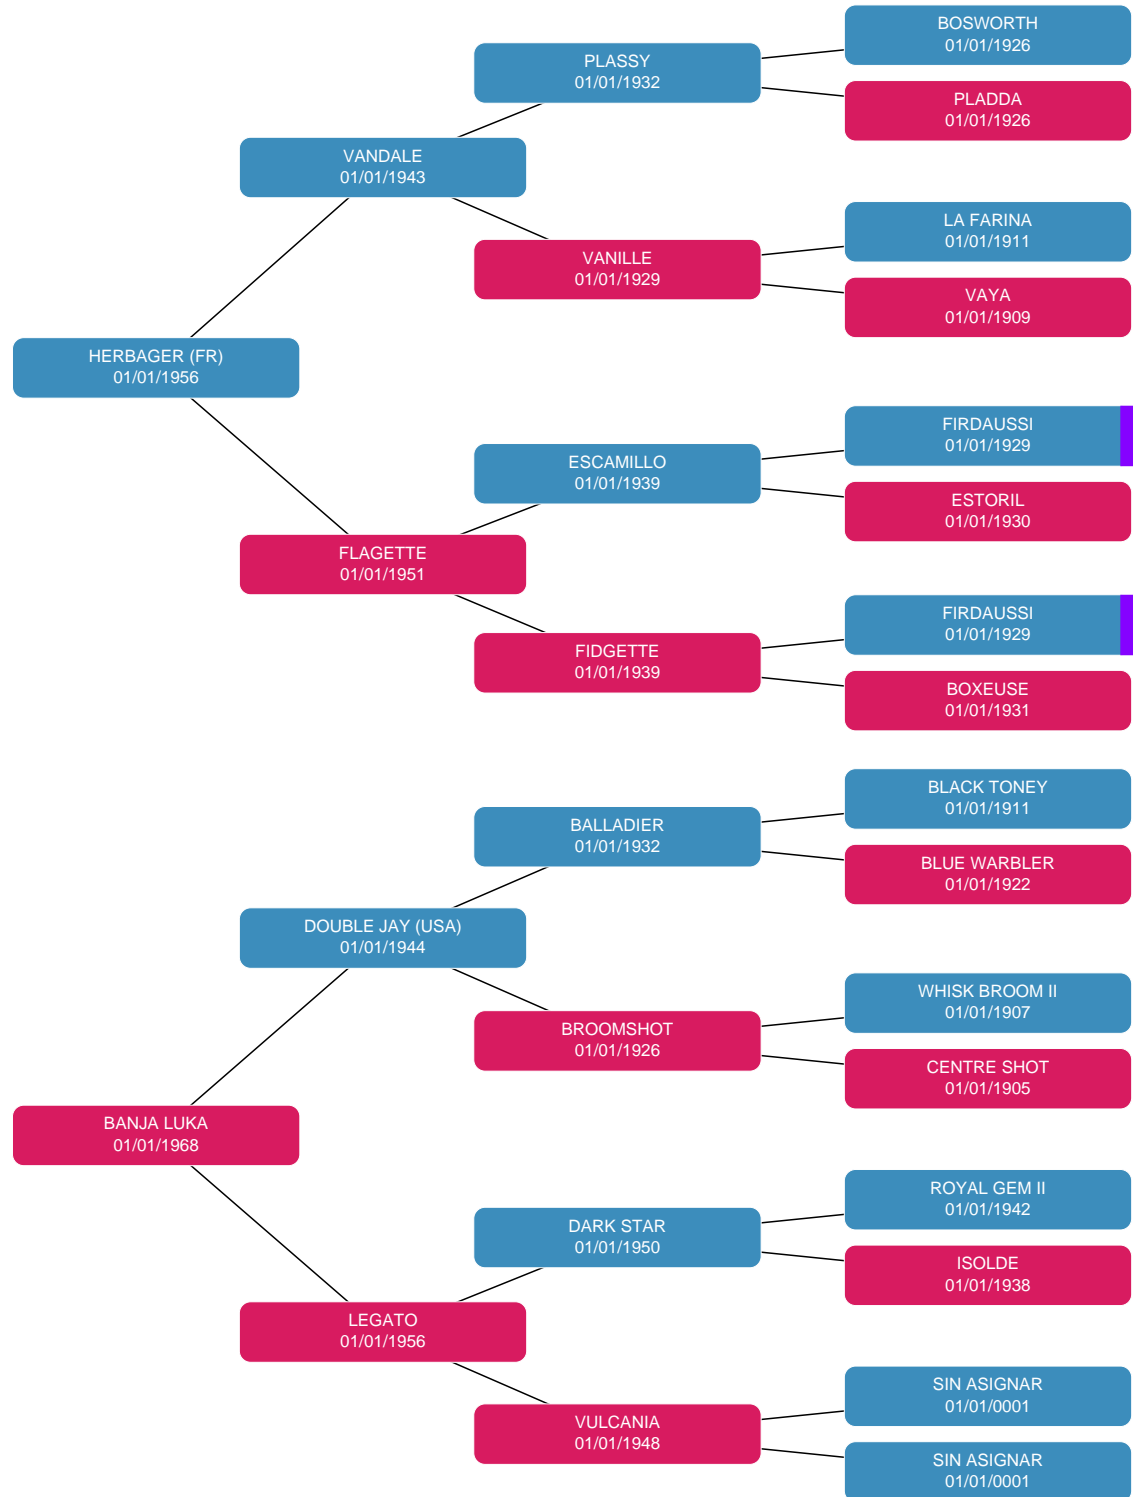 BOSWORTH
01/01/1926
PLASSY
01/01/1932
PLADDA
01/01/1926
VANDALE
01/01/1943
LA FARINA
01/01/1911
VANILLE
01/01/1929
VAYA
01/01/1909
HERBAGER (FR)
01/01/1956
FIRDAUSSI
01/01/1929
ESCAMILLO
01/01/1939
ESTORIL
01/01/1930
FLAGETTE
01/01/1951
FIRDAUSSI
01/01/1929
FIDGETTE
01/01/1939
BOXEUSE
01/01/1931
BLACK TONEY
01/01/1911
BALLADIER
01/01/1932
BLUE WARBLER
01/01/1922
DOUBLE JAY (USA)
01/01/1944
WHISK BROOM II
01/01/1907
BROOMSHOT
01/01/1926
CENTRE SHOT
01/01/1905
BANJA LUKA
01/01/1968
ROYAL GEM II
01/01/1942
DARK STAR
01/01/1950
ISOLDE
01/01/1938
LEGATO
01/01/1956
SIN ASIGNAR
01/01/0001
VULCANIA
01/01/1948
SIN ASIGNAR
01/01/0001